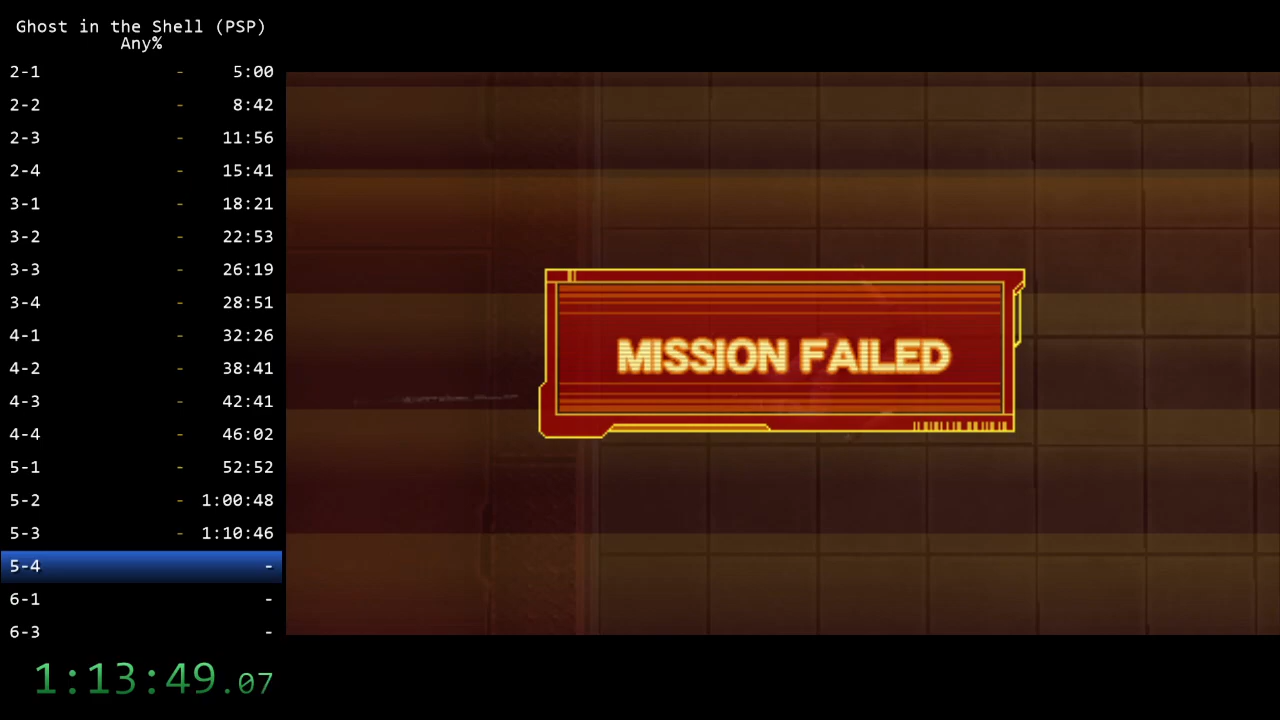 Ghost in the Shell (PSP)
Any%
2-1 - 5:00
2-2 - 8:42
2-3 - 11:56
2-4 - 15:41
3-1 - 18:21
3-2 - 22:53
3-3 - 26:19
3-4 - 28:51
4-1 - 32:26
4-2 - 38:41
4-3 - 42:41
4-4 - 46:02
5-1 - 52:52
5-2 - 1:00:48
5-3 - 1:10:46
5-4 -
6-1 -
6-3 -
1:13:49.07
MISSION FAILED